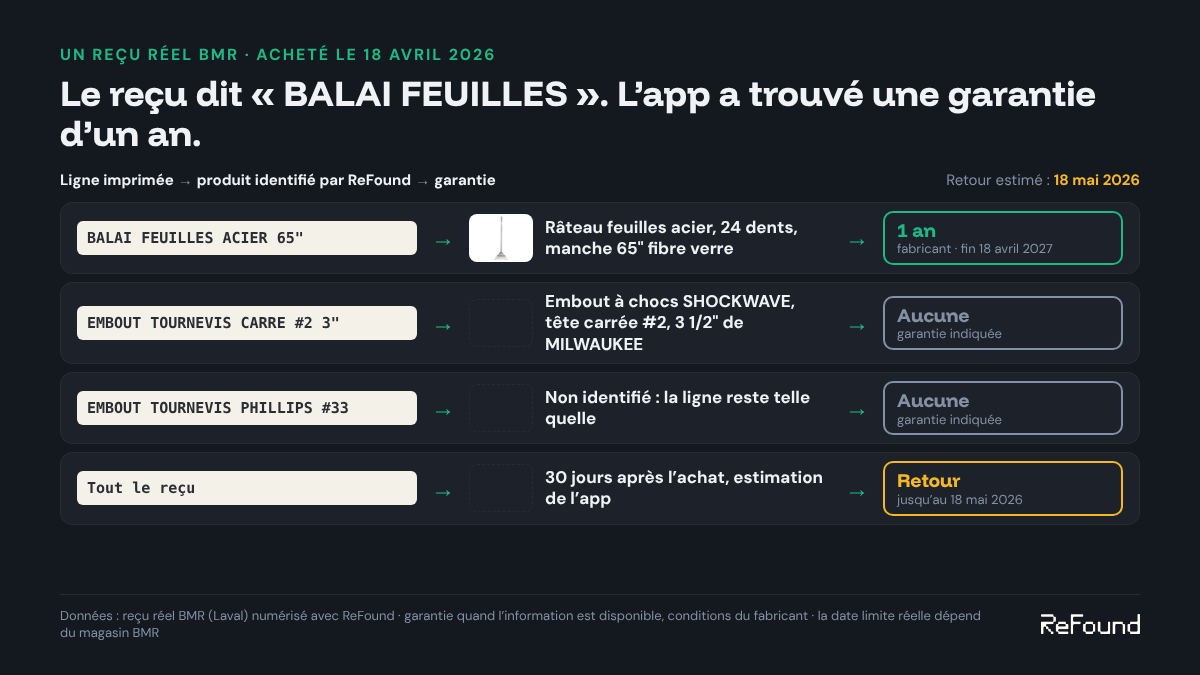 UN REÇU RÉEL BMR · ACHETÉ LE 18 AVRIL 2026
Le reçu dit « BALAI FEUILLES ». L’app a trouvé une garantie
d’un an.
Ligne imprimée → produit identifié par ReFound → garantie
Retour estimé : 18 mai 2026
BALAI FEUILLES ACIER 65"
→
Râteau feuilles acier, 24 dents,
manche 65" fibre verre
→
1 an
fabricant · fin 18 avril 2027
EMBOUT TOURNEVIS CARRE #2 3"
→
Embout à chocs SHOCKWAVE,
tête carrée #2, 3 1/2" de
MILWAUKEE
→
Aucune
garantie indiquée
EMBOUT TOURNEVIS PHILLIPS #33
→
Non identifié : la ligne reste telle
quelle
→
Aucune
garantie indiquée
Tout le reçu
→
30 jours après l’achat, estimation
de l’app
→
Retour
jusqu’au 18 mai 2026
Données : reçu réel BMR (Laval) numérisé avec ReFound · garantie quand l’information est disponible, conditions du fabricant · la date limite réelle dépend
du magasin BMR
ReFound